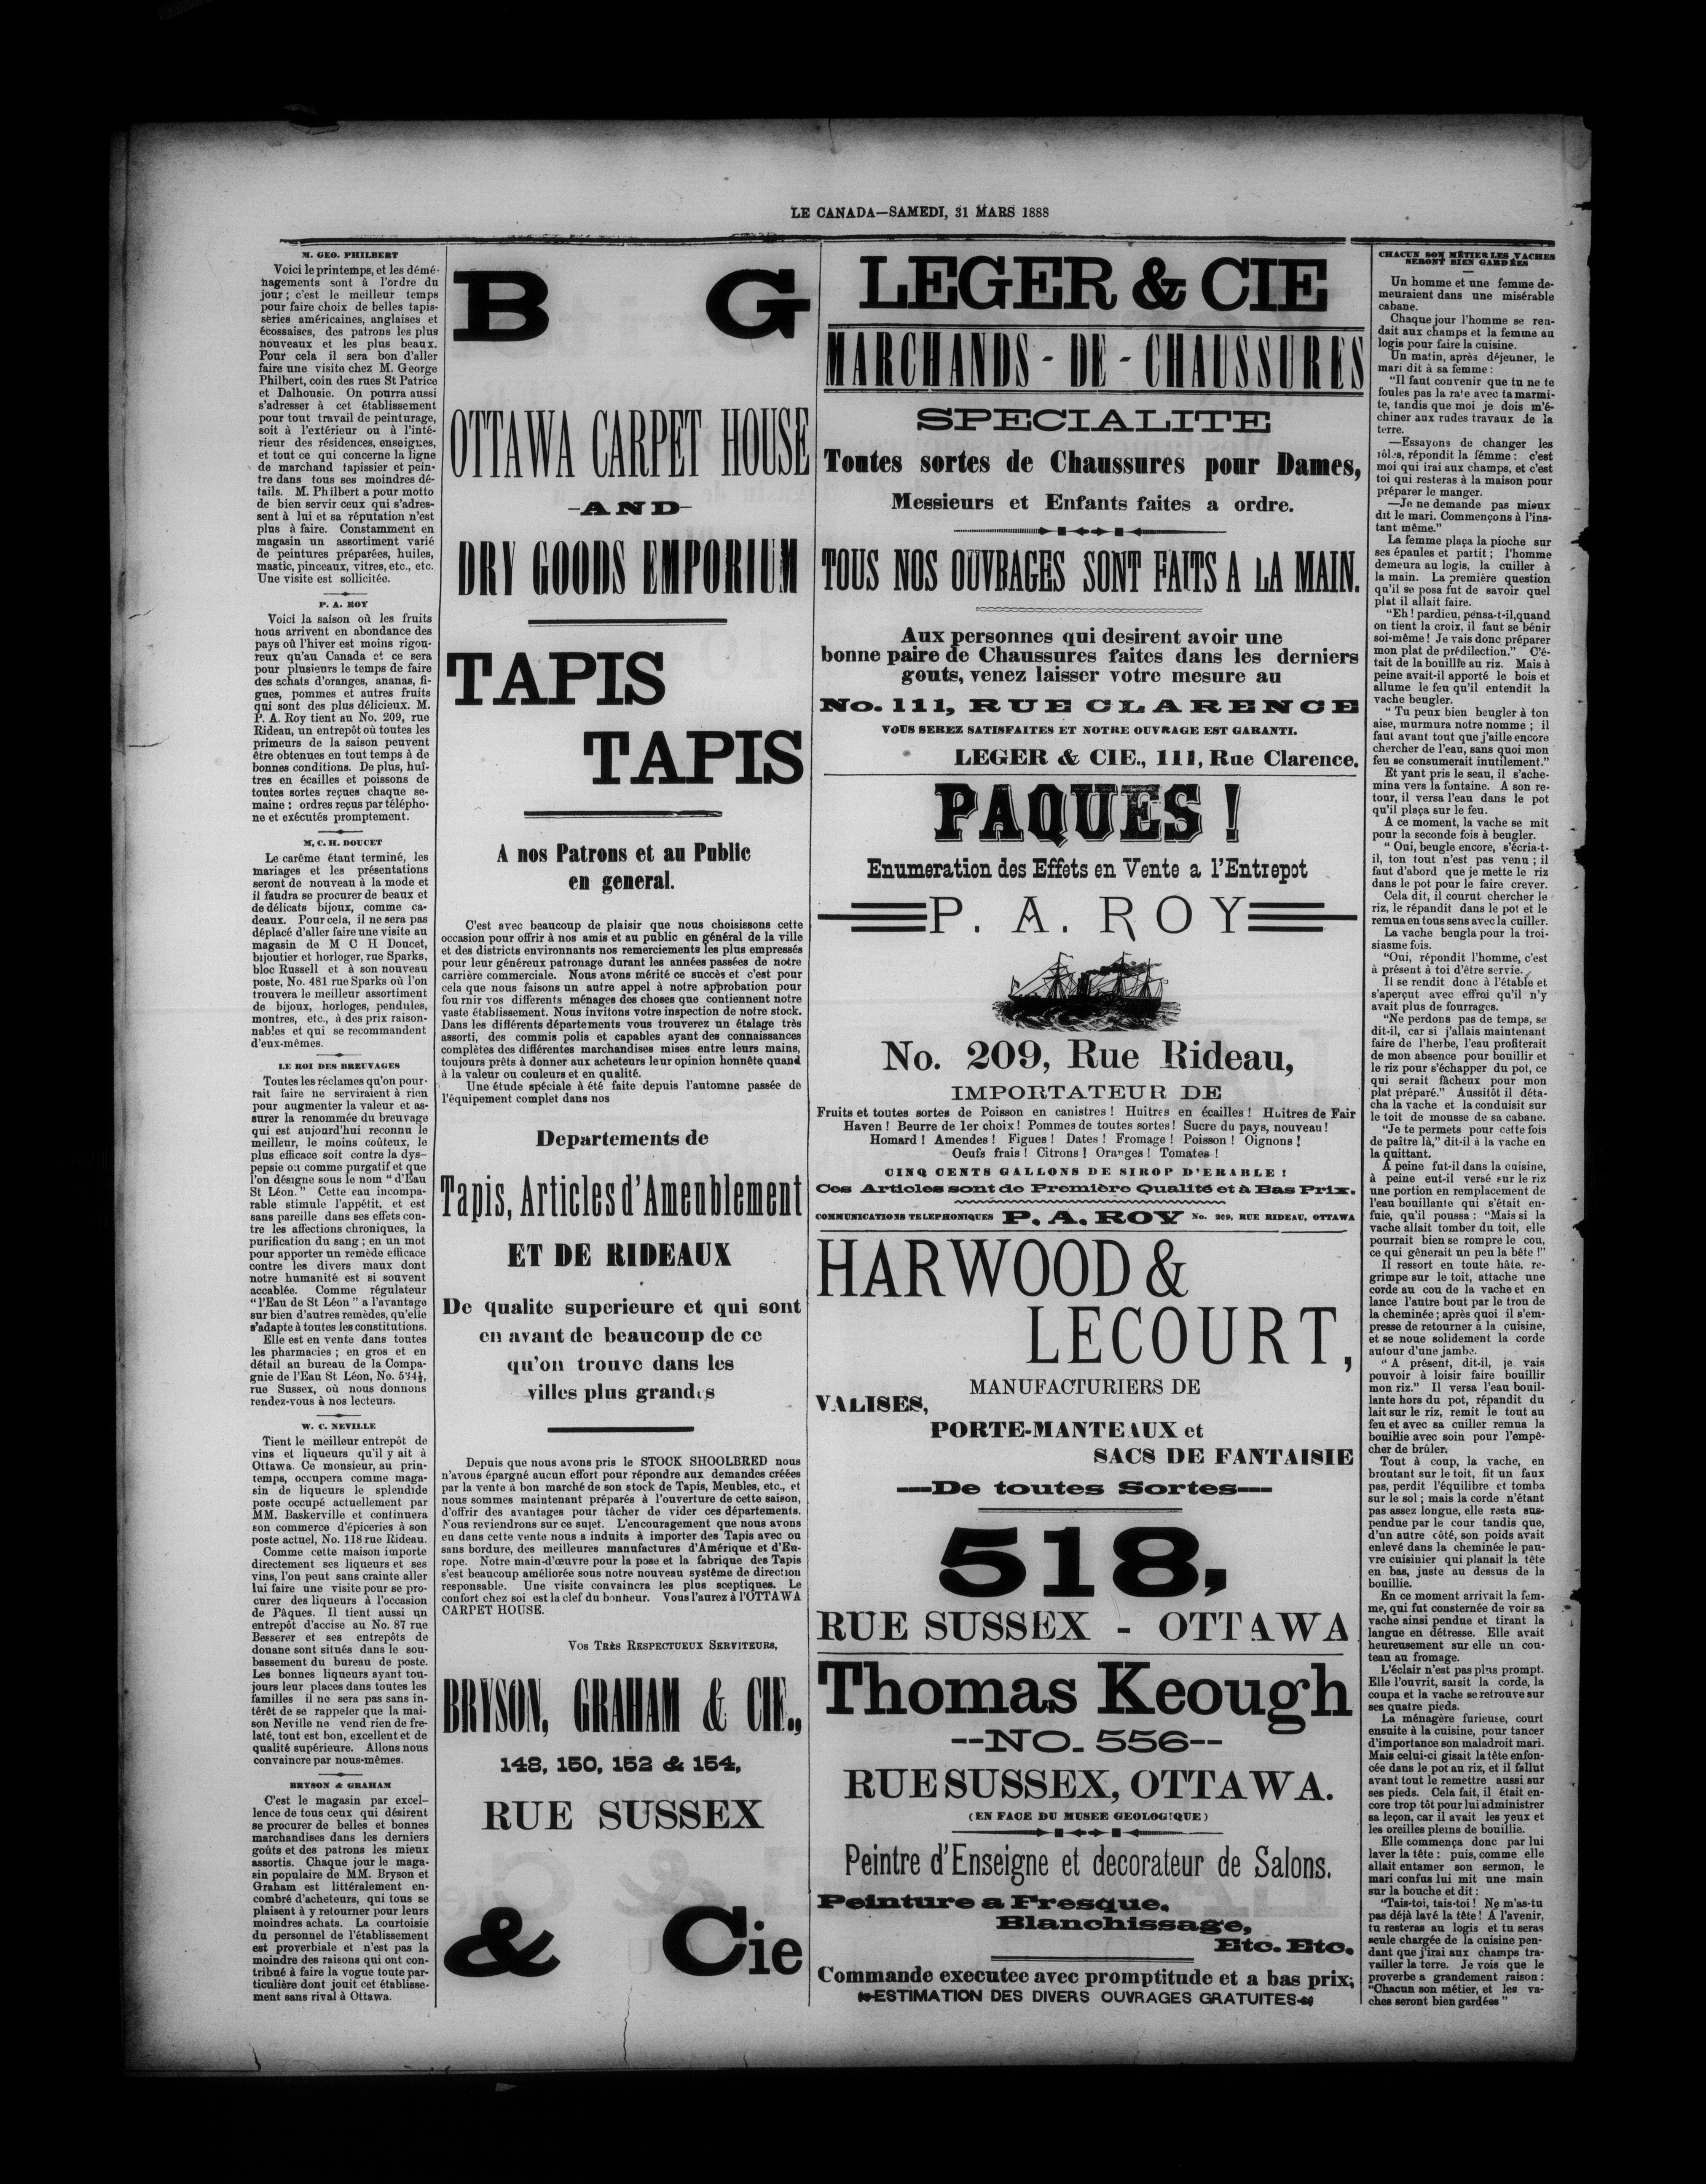 LE CANADA—SAMEDI, 31 MARS 1888
M. GEO. PHILBERT
Voici le printemps, et les démé-
nagements sont à l'ordre du
jour ; c'est le meilleur temps
pour faire choix de belles tapis-
series américaines, anglaises et
écossaises, des patrons les plus
nouveaux et les plus beaux.
Pour cela il sera bon d'aller
faire une visite chez M. George
Philbert, coin des rues St Patrice
et Dalhousie. On pourra aussi
s'adresser à cet établissement
pour tout travail de peinturage,
soit à l'extérieur ou à l'inté-
rieur des résidences, enseignes,
et tout ce qui concerne la ligne
de marchand tapissier et pein-
tre dans tous ses moindres dé-
tails. M. Philbert a pour motto
de bien servir ceux qui s'adres-
sent à lui et sa réputation n'est
plus à faire. Constamment en
magasin un assortiment varié
de peintures préparées, huiles,
mastic, pinceaux, vitres, etc., etc.
Une visite est sollicitée.
P. A. ROY
Voici la saison où les fruits
nous arrivent en abondance des
pays où l'hiver est moins rigou-
reux qu'au Canada et ce sera
pour plusieurs le temps de faire
des achats d'oranges, ananas, fi-
gues, pommes et autres fruits
qui sont des plus délicieux. M.
P. A. Roy tient au No. 209, rue
Rideau, un entrepôt où toutes les
primeurs de la saison peuvent
être obtenues en tout temps à de
bonnes conditions. De plus, huî-
tres en écailles et poissons de
toutes sortes reçues chaque se-
maine : ordres reçus par télépho-
ne et exécutés promptement.
M, C. H. DOUCET
Le carême étant terminé, les
mariages et les présentations
seront de nouveau à la mode et
il faudra se procurer de beaux et
de délicats bijoux, comme ca-
deaux. Pour cela, il ne sera pas
déplacé d'aller faire une visite au
magasin de M C H Doucet,
bijoutier et horloger, rue Sparks,
bloc Russell et à son nouveau
poste, No. 481 rue Sparks où l'on
trouvera le meilleur assortiment
de bijoux, horloges, pendules,
montres, etc., à des prix raison-
nables et qui se recommandent
d'eux-mêmes.
LE ROI DES BREUVAGES
Toutes les réclames qu'on pour-
rait faire ne serviraient à rien
pour augmenter la valeur et as-
surer la renommée du breuvage
qui est aujourd'hui reconnu le
meilleur, le moins coûteux, le
plus efficace soit contre la dys-
pepsie ou comme purgatif et que
l'on désigne sous le nom " d'Eau
St Léon." Cette eau incompa-
rable stimule l'appétit, et est
sans pareille dans ses effets con-
tre les affections chroniques, la
purification du sang ; en un mot
pour apporter un remède efficace
contre les divers maux dont
notre humanité est si souvent
accablée. Comme régulateur
" l'Eau de St Léon " a l'avantage
sur bien d'autres remèdes, qu'elle
s'adapte à toutes les constitutions.
Elle est en vente dans toutes
les pharmacies ; en gros et en
détail au bureau de la Compa-
gnie de l'Eau St Léon, No. 534½,
rue Sussex, où nous donnons
rendez-vous à nos lecteurs.
W. C. NEVILLE
Tient le meilleur entrepôt de
vins et liqueurs qu'il y ait à
Ottawa. Ce monsieur, au prin-
temps, occupera comme maga-
sin de liqueurs le splendide
poste occupé actuellement par
MM. Baskerville et continuera
son commerce d'épiceries à son
poste actuel, No. 118 rue Rideau.
Comme cette maison importe
directement ses liqueurs et ses
vins, l'on peut sans crainte aller
lui faire une visite pour se pro-
curer des liqueurs à l'occasion
de Pâques. Il tient aussi un
entrepôt d'accise au No. 87 rue
Besserer et ses entrepôts de
douane sont situés dans le sou-
bassement du bureau de poste.
Les bonnes liqueurs ayant tou-
jours leur places dans toutes les
familles il ne sera pas sans in-
térêt de se rappeler que la mai-
son Neville ne vend rien de fre-
laté, tout est bon, excellent et de
qualité supérieure. Allons nous
convaincre par nous-mêmes.
BRYSON & GRAHAM
C'est le magasin par excel-
lence de tous ceux qui désirent
se procurer de belles et bonnes
marchandises dans les derniers
goûts et des patrons les mieux
assortis. Chaque jour le maga-
sin populaire de MM. Bryson et
Graham est littéralement en-
combré d'acheteurs, qui tous se
plaisent à y retourner pour leurs
moindres achats. La courtoisie
du personnel de l'établissement
est proverbiale et n'est pas la
moindre des raisons qui ont con-
tribué à faire la vogue toute par-
ticulière dont jouit cet établisse-
ment sans rival à Ottawa.
B G
OTTAWA CARPET HOUSE
-AND-
DRY GOODS EMPORIUM
TAPIS
TAPIS
A nos Patrons et au Public
en general.
C'est avec beaucoup de plaisir que nous choisissons cette
occasion pour offrir à nos amis et au public en général de la ville
et des districts environnants nos remerciements les plus empressés
pour leur généreux patronage durant les années passées de notre
carrière commerciale. Nous avons mérité ce succès et c'est pour
cela que nous faisons un autre appel à notre approbation pour
fournir vos differents ménages des choses que contiennent notre
vaste établissement. Nous invitons votre inspection de notre stock.
Dans les différents départements vous trouverez un étalage très
assorti, des commis polis et capables ayant des connaissances
complètes des différentes marchandises mises entre leurs mains,
toujours prêts à donner aux acheteurs leur opinion honnête quand
à la valeur ou couleurs et en qualité.
Une étude spéciale à été faite depuis l'automne passée de
l'équipement complet dans nos
Departements de
Tapis, Articles d'Ameublement
ET DE RIDEAUX
De qualite superieure et qui sont
en avant de beaucoup de ce
qu'on trouve dans les
villes plus grandes
Depuis que nous avons pris le STOCK SHOOLBRED nous
n'avous épargné aucun effort pour répondre aux demandes créées
par la vente à bon marché de son stock de Tapis, Meubles, etc., et
nous sommes maintenant préparés à l'ouverture de cette saison,
d'offrir des avantages pour tâcher de vider ces départements.
Nous reviendrons sur ce sujet. L'encouragement que nous avons
eu dans cette vente nous a induits à importer des Tapis avec ou
sans bordure, des meilleures manufactures d'Amérique et d'Eu-
rope. Notre main-d'œuvre pour la pose et la fabrique des Tapis
s'est beaucoup améliorée sous notre nouveau système de direction
responsable. Une visite convaincra les plus sceptiques. Le
confort chez soi est la clef du bonheur. Vous l'aurez à l'OTTAWA
CARPET HOUSE.
VOS TRÈS RESPECTUEUX SERVITEURS,
BRYSON, GRAHAM & CIE.,
148, 150, 152 & 154,
RUE SUSSEX
& Cie
LEGER & CIE
MARCHANDS - DE - CHAUSSURES
SPECIALITE
Toutes sortes de Chaussures pour Dames,
Messieurs et Enfants faites a ordre.
TOUS NOS OUVRAGES SONT FAITS A LA MAIN.
Aux personnes qui desirent avoir une
bonne paire de Chaussures faites dans les derniers
gouts, venez laisser votre mesure au
No. 111, RUE CLARENCE
VOUS SEREZ SATISFAITES ET NOTRE OUVRAGE EST GARANTI.
LEGER & CIE., 111, Rue Clarence.
PAQUES !
Enumeration des Effets en Vente a l'Entrepot
P. A. ROY
No. 209, Rue Rideau,
IMPORTATEUR DE
Fruits et toutes sortes de Poisson en canistres ! Huitres en écailles ! Huîtres de Fair
Haven ! Beurre de 1er choix ! Pommes de toutes sortes ! Sucre du pays, nouveau !
Homard ! Amendes ! Figues ! Dates ! Fromage ! Poisson ! Oignons !
Oeufs frais ! Citrons ! Oranges ! Tomates !
CINQ CENTS GALLONS DE SIROP D'ERABLE !
Ces Articles sont de Première Qualité et à Bas Prix.
COMMUNICATIONS TELEPHONIQUES P. A. ROY No. 209, RUE RIDEAU, OTTAWA
HARWOOD &
LECOURT,
MANUFACTURIERS DE
VALISES,
PORTE-MANTEAUX et
SACS DE FANTAISIE
—De toutes Sortes—
518,
RUE SUSSEX - OTTAWA
Thomas Keough
--NO. 556--
RUE SUSSEX, OTTAWA.
(EN FACE DU MUSEE GEOLOGIQUE)
Peintre d'Enseigne et decorateur de Salons.
Peinture a Fresque,
Blanchissage,
Etc. Etc.
Commande executee avec promptitude et a bas prix,
ESTIMATION DES DIVERS OUVRAGES GRATUITES
CHACUN SON MÊTIER LES VACHES
SERONT BIEN GARDÉES
Un homme et une femme de-
meuraient dans une misérable
cabane.
Chaque jour l'homme se ren-
dait aux champs et la femme au
logis pour faire la cuisine.
Un matin, après déjeuner, le
mari dit à sa femme :
"Il faut convenir que tu ne te
foules pas la rate avec ta marmi-
te, tandis que moi je dois m'é-
chiner aux rudes travaux de la
terre.
—Essayons de changer les
rôles, répondit la fémme : c'est
moi qui irai aux champs, et c'est
toi qui resteras à la maison pour
préparer le manger.
—Je ne demande pas mieux
dit le mari. Commençons à l'ins-
tant même."
La femme plaça la pioche sur
ses épaules et partit ; l'homme
demeura au logis, la cuiller à
la main. La première question
qu'il se posa fut de savoir quel
plat il allait faire.
"Eh ! pardieu, pensa-t-il,quand
on tient la croix, il faut se bénir
soi-même ! Je vais donc préparer
mon plat de prédilection." C'é-
tait de la bouillie au riz. Mais à
peine avait-il apporté le bois et
allume le feu qu'il entendit la
vache beugler.
" Tu peux bien beugler à ton
aise, murmura notre nomme ; il
faut avant tout que j'aille encore
chercher de l'eau, sans quoi mon
feu se consumerait inutilement."
Et yant pris le seau, il s'ache-
mina vers la fontaine. A son re-
tour, il versa l'eau dans le pot
qu'il plaça sur le feu.
A ce moment, la vache se mit
pour la seconde fois à beugler.
" Oui, beugle encore, s'écria-t-
il, ton tout n'est pas venu ; il
faut d'abord que je mette le riz
dans le pot pour le faire crever.
Cela dit, il courut chercher le
riz, le répandit dans le pot et le
remua en tous sens avec la cuiller.
La vache beugla pour la troi-
siasme fois.
"Oui, répondit l'homme, c'est
à présent à toi d'être servie.
Il se rendit donc à l'étable et
s'aperçut avec effroi qu'il n'y
avait plus de fourrages.
"Ne perdons pas de temps, se
dit-il, car si j'allais maintenant
faire de l'herbe, l'eau profiterait
de mon absence pour bouillir et
le riz pour s'échapper du pot, ce
qui serait fâcheux pour mon
plat préparé." Aussitôt il déta-
cha la vache et la conduisit sur
le toit de mousse de sa cabane.
"Je te permets pour cette fois
de paître là," dit-il à la vache en
la quittant.
A peine fut-il dans la cuisine,
à peine eut-il versé sur le riz
une portion en remplacement de
l'eau bouillante qui s'était en-
fuie, qu'il poussa : "Mais si la
vache allait tomber du toit, elle
pourrait bien se rompre le cou,
ce qui gênerait un peu la bête !"
Il ressort en toute hâte, re-
grimpe sur le toit, attache une
corde au cou de la vache et en
lance l'autre bout par le trou de
la cheminée ; après quoi il s'em-
presse de retourner à la cuisine,
et se noue solidement la corde
autour d'une jambe.
" A présent, dit-il, je vais
pouvoir à loisir faire bouillir
mon riz." Il versa l'eau bouil-
lante hors du pot, répandit du
lait sur le riz, remit le tout au
feu et avec sa cuiller remua la
bouillie avec soin pour l'empê-
cher de brûler.
Tout à coup, la vache, en
broutant sur le toit, fit un faux
pas, perdit l'équilibre et tomba
sur le sol ; mais la corde n'étant
pas assez longue, elle resta sus-
pendue par le cour tandis que,
d'un autre côté, son poids avait
enlevé dans la cheminée le pau-
vre cuisinier qui planait la tête
en bas, juste au dessus de la
bouillie.
En ce moment arrivait la fem-
me, qui fut consternée de voir sa
vache ainsi pendue et tirant la
langue en détresse. Elle avait
heureusement sur elle un cou-
teau au fromage.
L'éclair n'est pas plus prompt.
Elle l'ouvrit, saisit la corde, la
coupa et la vache se retrouve sur
ses quatre pieds.
La ménagère furieuse, court
ensuite à la cuisine, pour tancer
d'importance son maladroit mari.
Mais celui-ci gisait la tête enfon-
cée dans le pot au riz, et il fallut
avant tout le remettre aussi sur
ses pieds. Cela fait, il était en-
core trop tôt pour lui administrer
sa leçon, car il avait les yeux et
les oreilles pleins de bouillie.
Elle commença donc par lui
laver la tête : puis, comme elle
allait entamer son sermon, le
mari confus lui mit une main
sur la bouche et dit :
"Tais-toi, tais-toi ! Ne m'as-tu
pas déjà lavé la tête ! A l'avenir,
tu resteras au logis et tu seras
seule chargée de la cuisine pen-
dant que j'irai aux champs tra-
vailler la terre. Je vois que le
proverbe a grandement raison :
"Chacun son métier, et les va-
ches seront bien gardées "